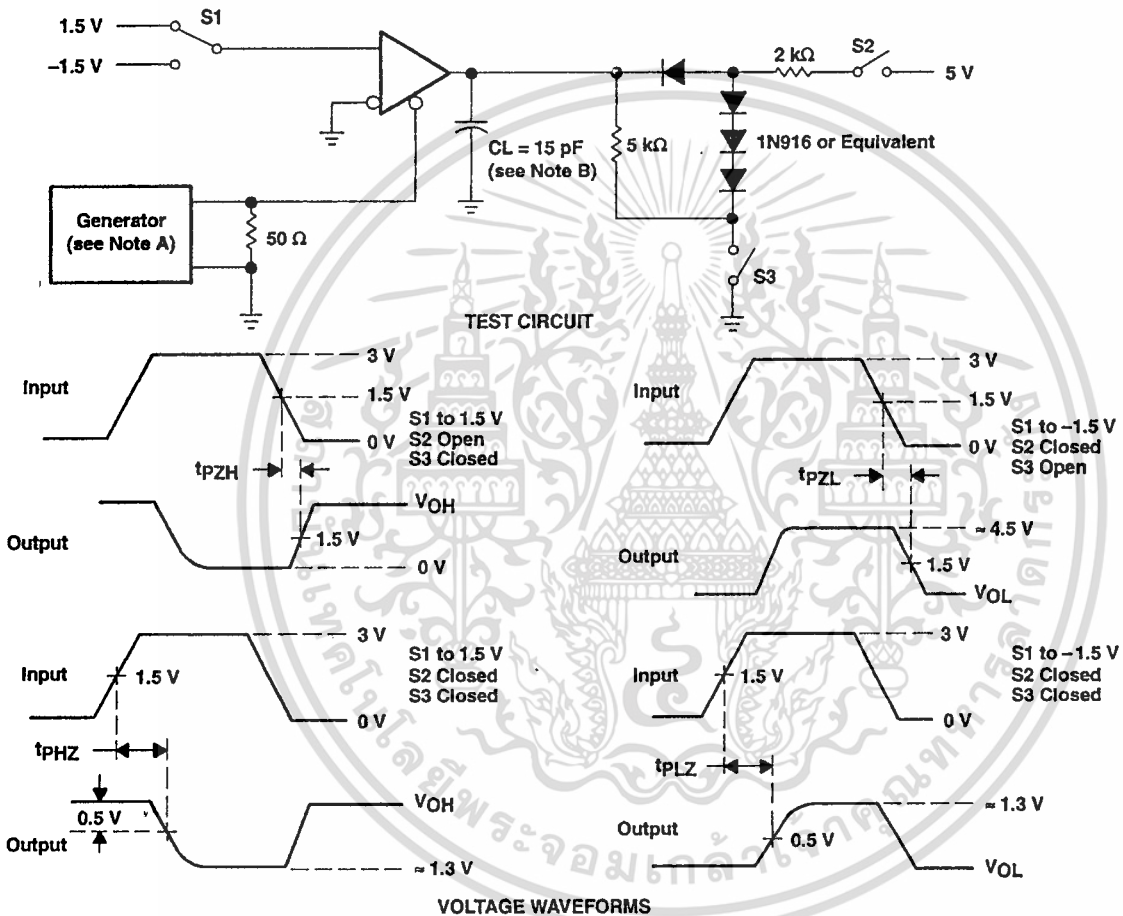 1.5 V
S1
–1.5 V
2 kΩ
S2
5 V
5 kΩ
1N916 or Equivalent
CL = 15 pF
(see Note B)
Generator
(see Note A)
50 Ω
S3
TEST CIRCUIT
Input
3 V
1.5 V
0 V
S1 to 1.5 V
S2 Open
S3 Closed
tPZH
Output
VOH
1.5 V
0 V
Input
3 V
1.5 V
0 V
S1 to –1.5 V
S2 Closed
S3 Open
tPZL
Output
≈ 4.5 V
1.5 V
VOL
Input
3 V
1.5 V
0 V
S1 to 1.5 V
S2 Closed
S3 Closed
tPHZ
0.5 V
Output
VOH
≈ 1.3 V
Input
3 V
1.5 V
0 V
S1 to –1.5 V
S2 Closed
S3 Closed
tPLZ
Output
≈ 1.3 V
0.5 V
VOL
VOLTAGE WAVEFORMS